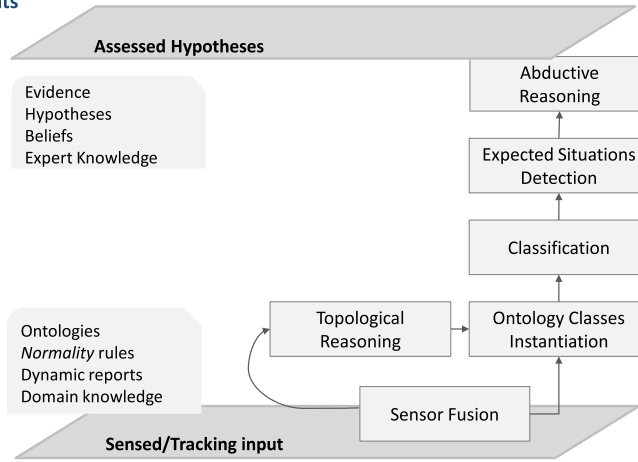 Assessed Hypotheses
Abductive
Reasoning
Evidence
Hypotheses
Beliefs
Expert Knowledge
Expected Situations
Detection
Classification
Ontologies
Normality rules
Dynamic reports
Domain knowledge
Topological
Reasoning
Ontology Classes
Instantiation
Sensor Fusion
Sensed/Tracking input